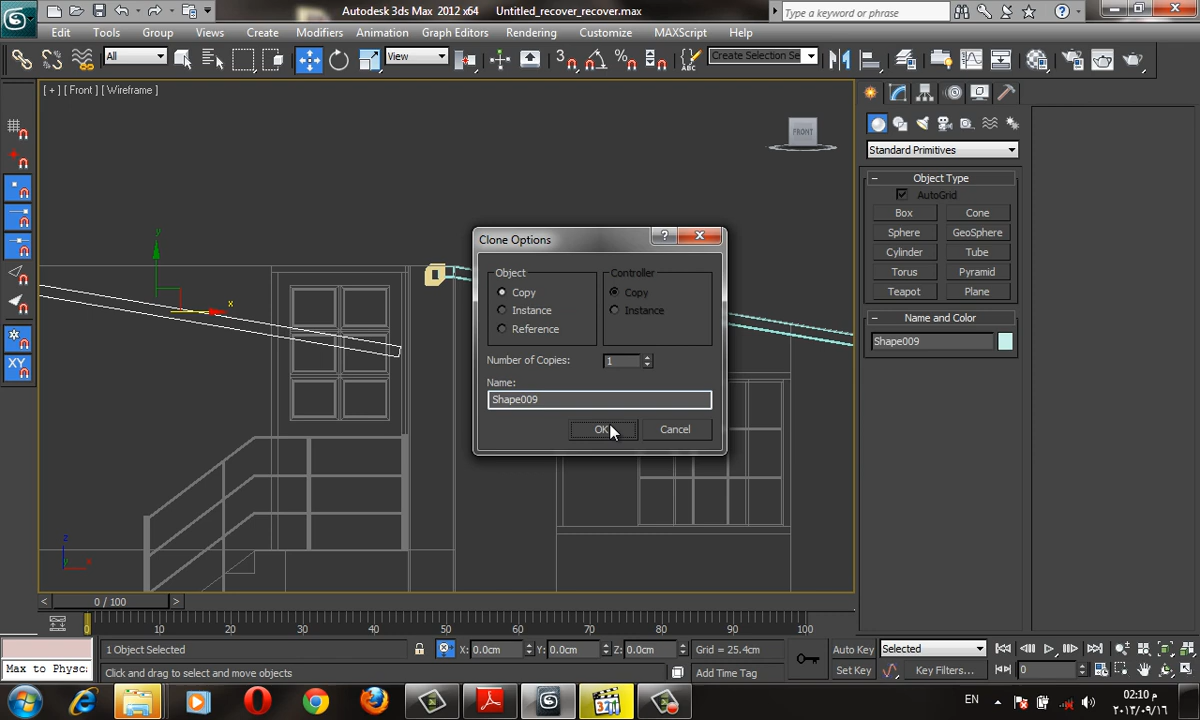 Autodesk 3ds Max 2012 x64    Untitled_recover_recover.max
Type a keyword or phrase
Edit Tools Group Views Create Modifiers Animation Graph Editors Rendering Customize MAXScript Help
All
View
3
Create Selection Se
[ + ] [ Front ] [ Wireframe ]
FRONT
Standard Primitives
Object Type
AutoGrid
Box Cone
Sphere GeoSphere
Cylinder Tube
Torus Pyramid
Teapot Plane
Name and Color
Shape009
XY
y
x
z
y x
Clone Options
Object Controller
Copy Copy
Instance Instance
Reference
Number of Copies: 1
Name:
Shape009
OK Cancel
< 0 / 100 >
0 10 20 30 40 50 60 70 80 90 100
1 Object Selected X: 0.0cm Y: 0.0cm Z: 0.0cm Grid = 25.4cm Auto Key Selected
Max to Physc Click and drag to select and move objects Add Time Tag Set Key Key Filters... 0
321
EN
02:10 م
٢٠١٣/٠٩/١٦